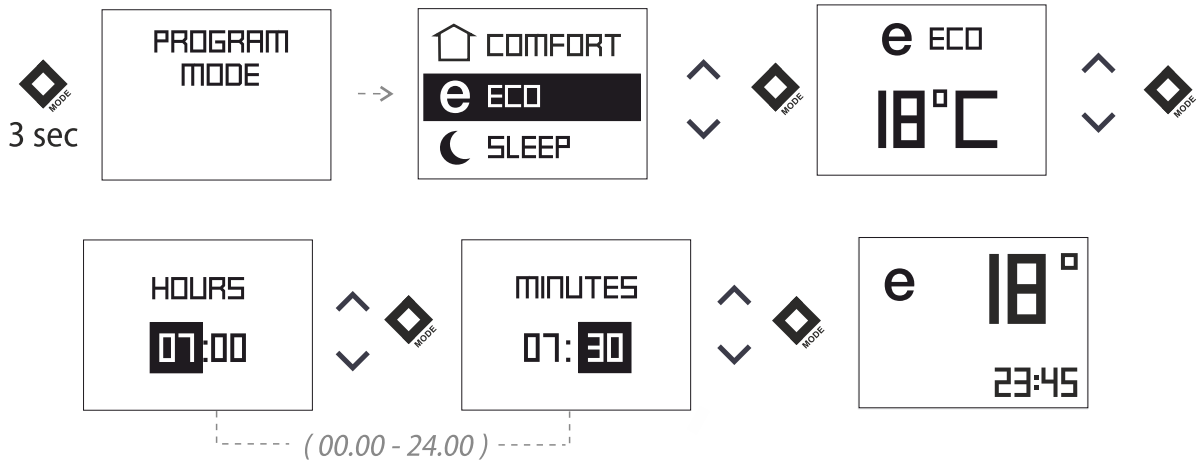 MODE
3 sec
PROGRAM
MODE
COMFORT
e ECO
SLEEP
MODE
e ECO
18°C
MODE
HOURS
07:00
MODE
MINUTES
07:30
MODE
e 18°
23:45
( 00.00 - 24.00 )